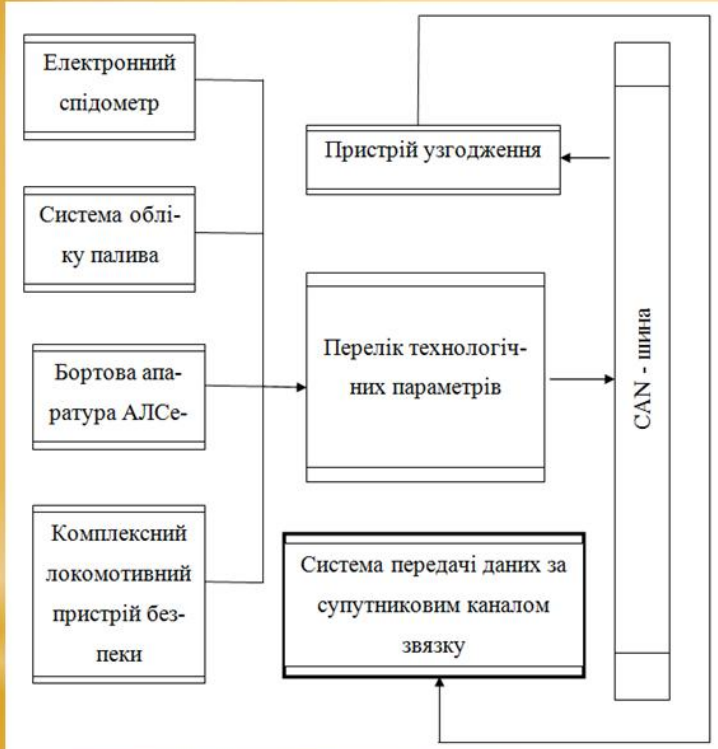 Електронний
спідометр
Система облі-
ку палива
Бортова апа-
ратура АЛСе-
Комплексний
локомотивний
пристрій без-
пеки
Пристрій узгодження
Перелік технологіч-
них параметрів
Система передачі даних за
супутниковим каналом
звязку
CAN - шина